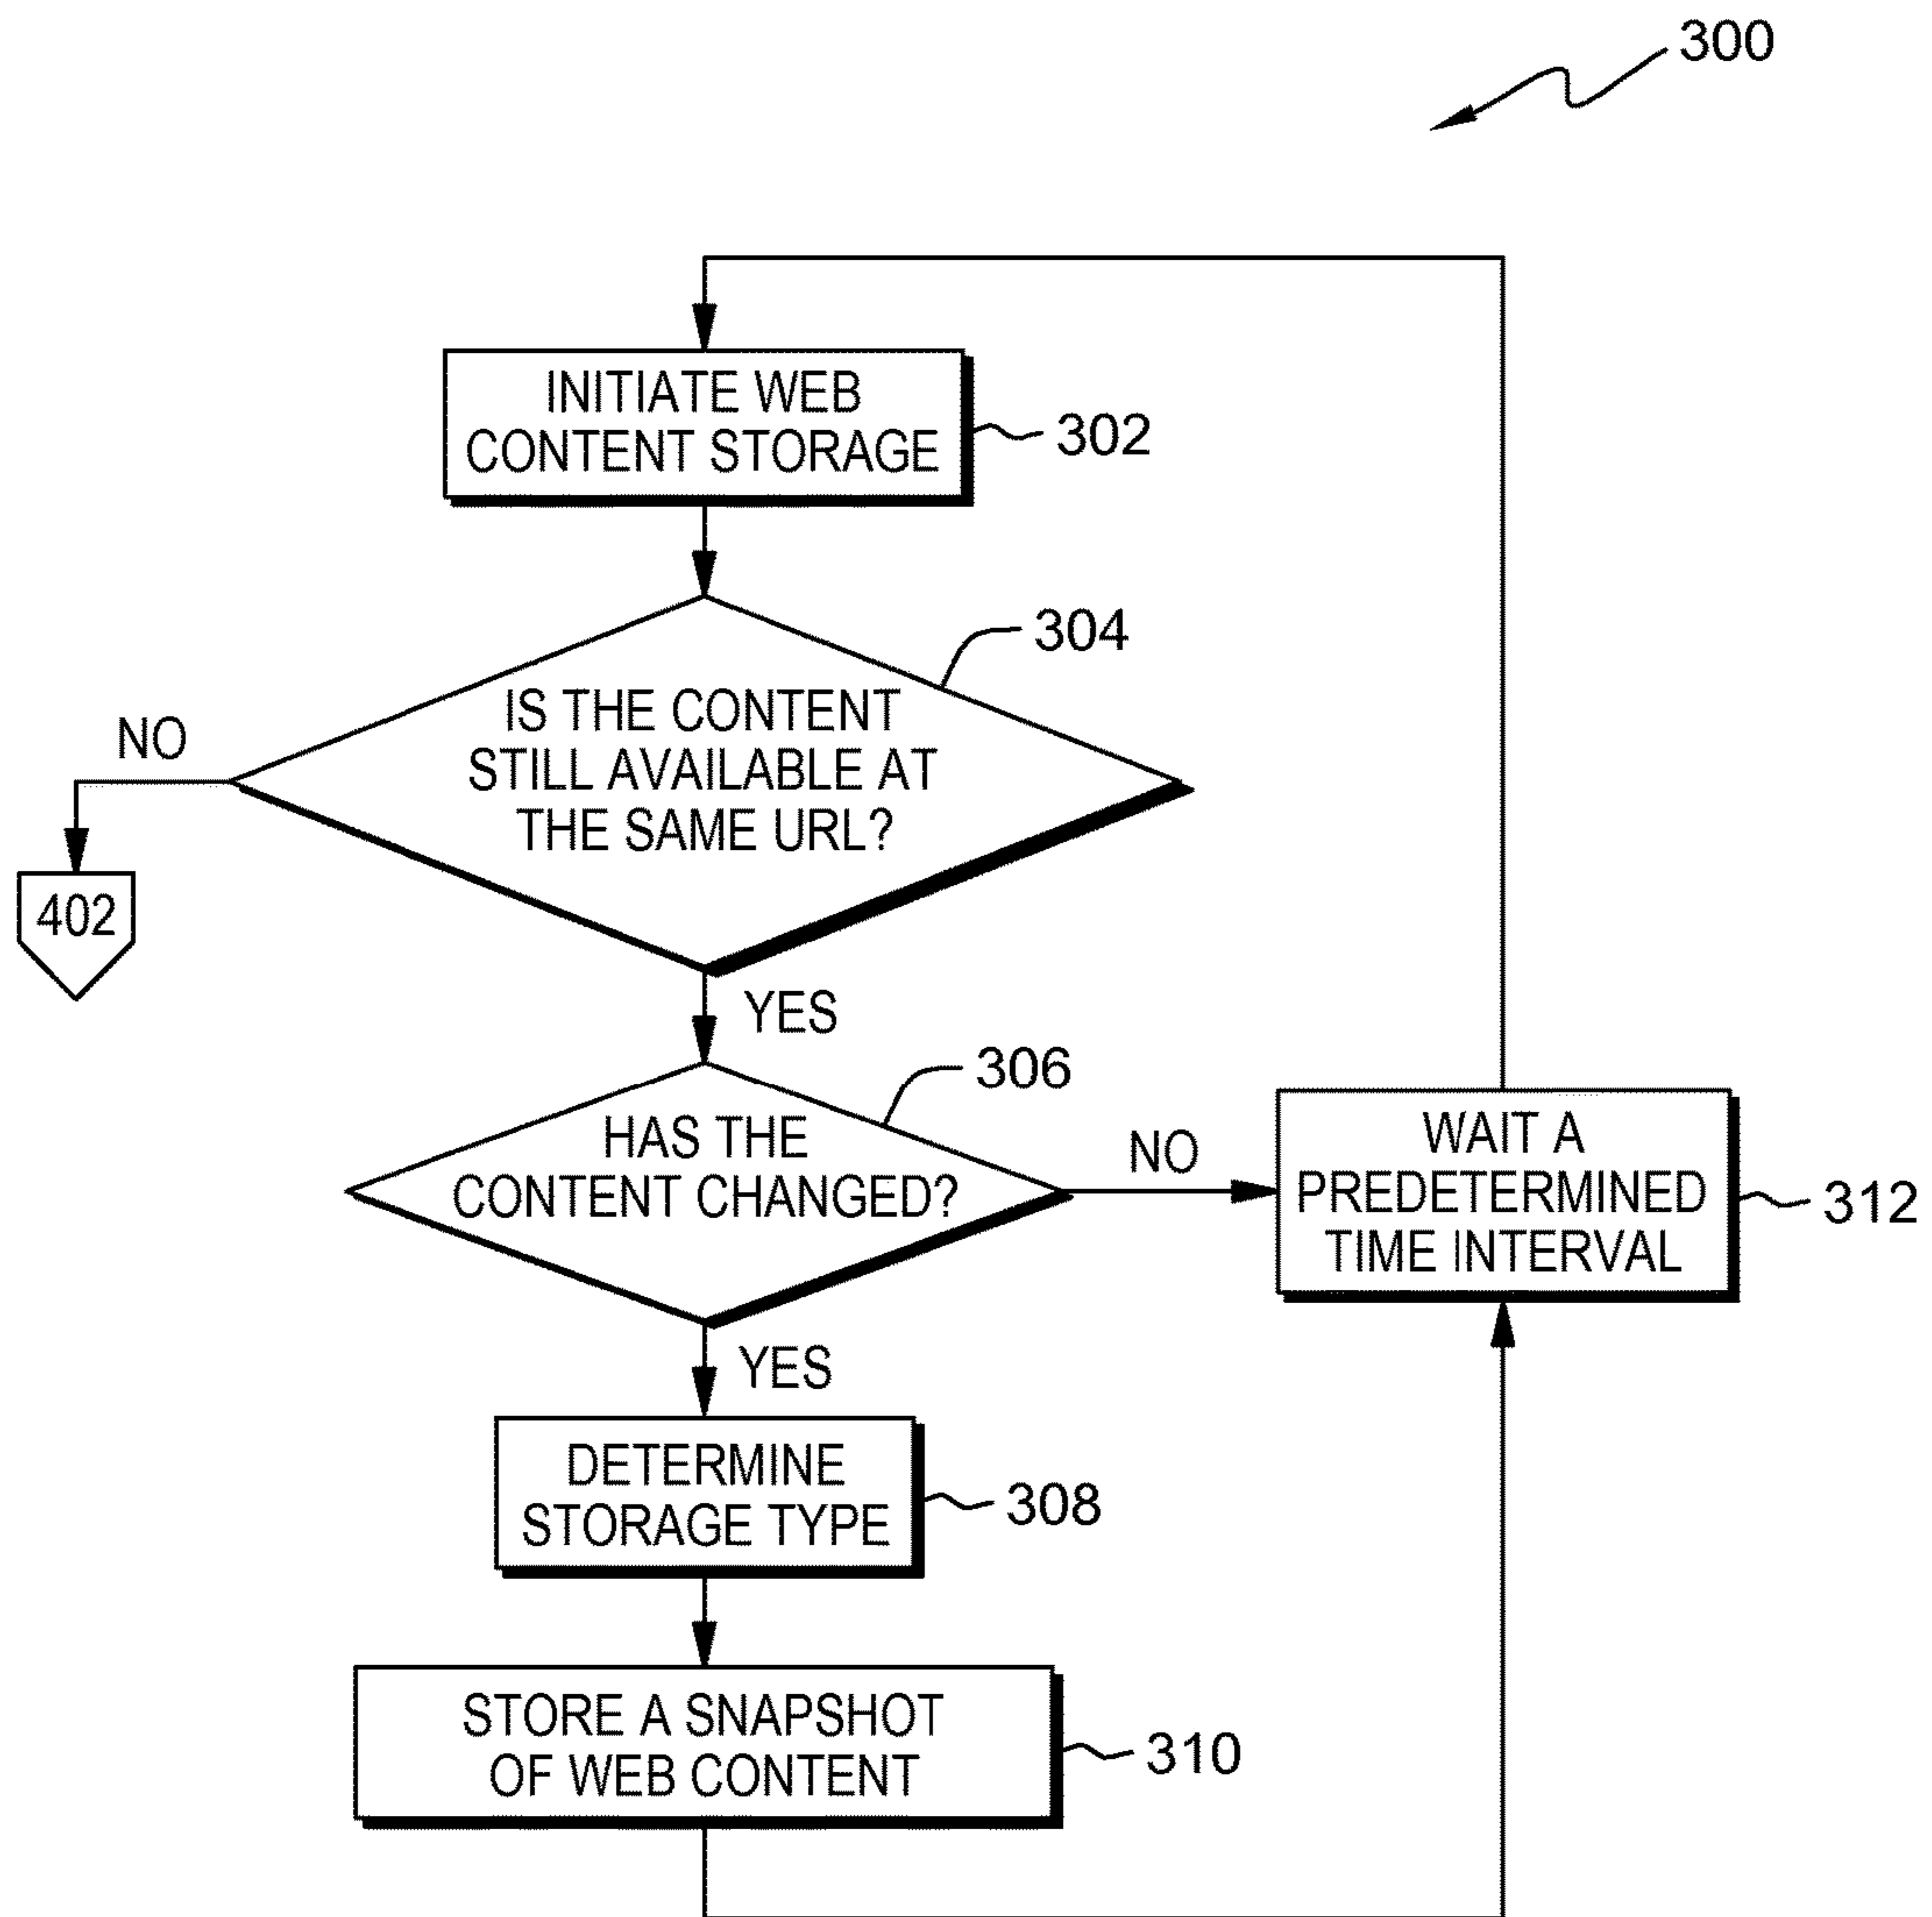 300
INITIATE WEB
CONTENT STORAGE
302
304
IS THE CONTENT
STILL AVAILABLE AT
THE SAME URL?
NO
402
YES
306
HAS THE
CONTENT CHANGED?
NO
WAIT A
PREDETERMINED
TIME INTERVAL
312
YES
DETERMINE
STORAGE TYPE
308
STORE A SNAPSHOT
OF WEB CONTENT
310